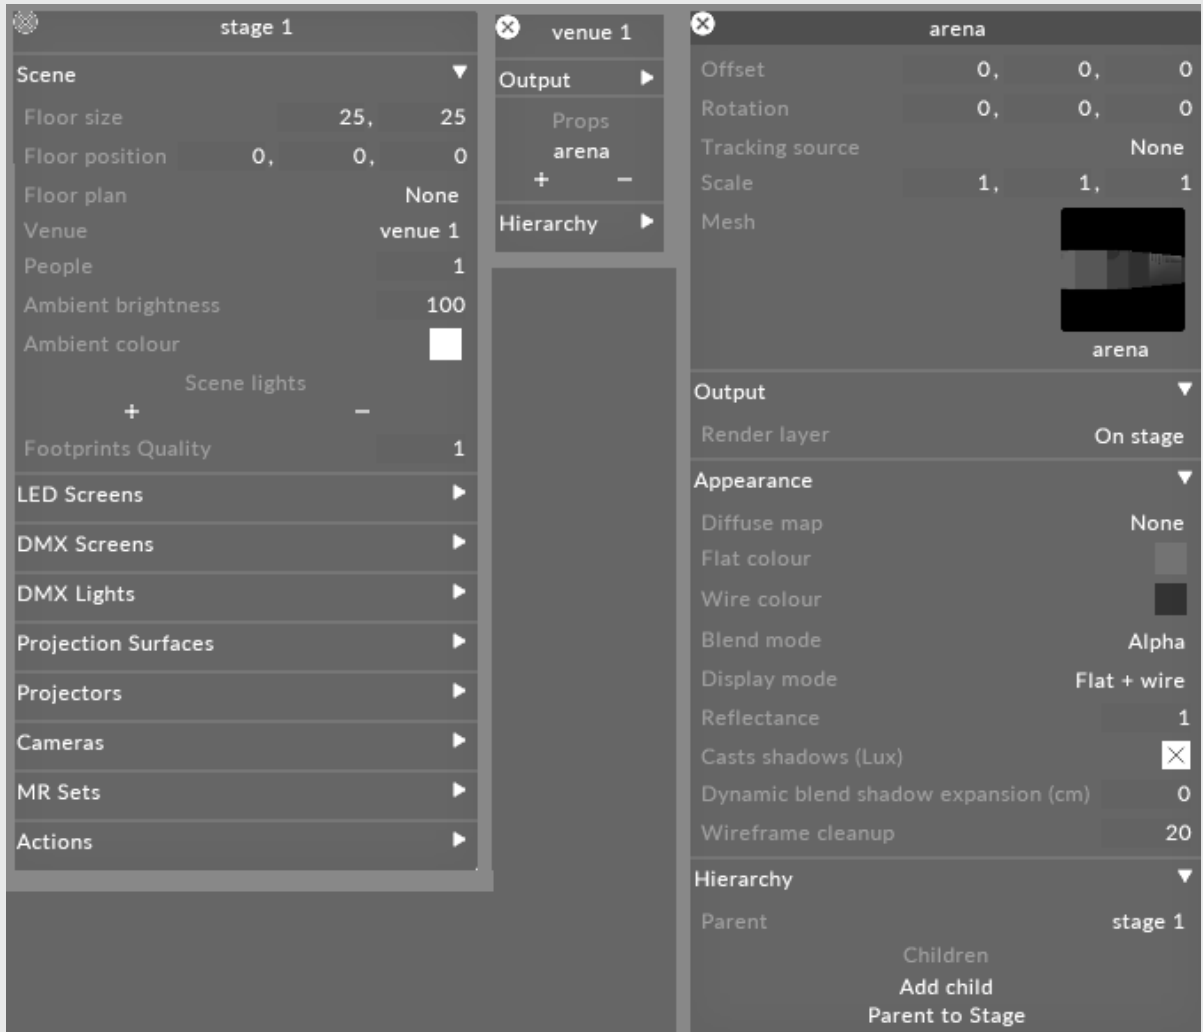 stage 1
Scene
Floor size 25, 25
Floor position 0, 0, 0
Floor plan None
Venue venue 1
People 1
Ambient brightness 100
Ambient colour
Scene lights
+ −
Footprints Quality 1
LED Screens
DMX Screens
DMX Lights
Projection Surfaces
Projectors
Cameras
MR Sets
Actions
venue 1
Output
Props
arena
+ −
Hierarchy
arena
Offset 0, 0, 0
Rotation 0, 0, 0
Tracking source None
Scale 1, 1, 1
Mesh
arena
Output
Render layer On stage
Appearance
Diffuse map None
Flat colour
Wire colour
Blend mode Alpha
Display mode Flat + wire
Reflectance 1
Casts shadows (Lux)
Dynamic blend shadow expansion (cm) 0
Wireframe cleanup 20
Hierarchy
Parent stage 1
Children
Add child
Parent to Stage